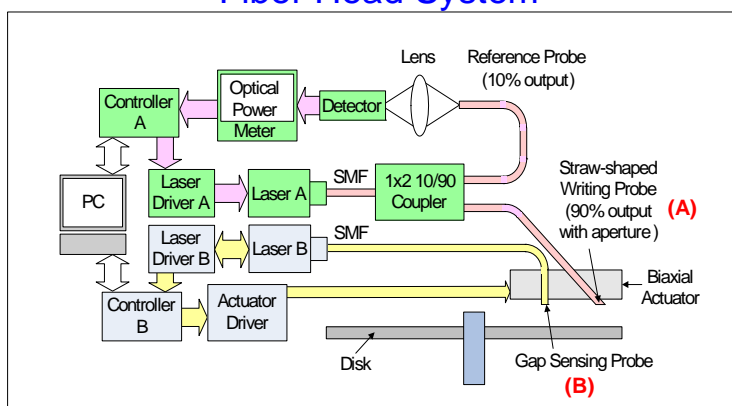 Fiber Head System
Lens
Reference Probe
(10% output)
Optical
Power
Meter
Detector
Controller
A
Straw-shaped
Writing Probe
(90% output
with aperture)
(A)
SMF
1x2 10/90
Coupler
Laser
Driver A
Laser A
PC
Laser
Driver B
Laser B
SMF
Biaxial
Actuator
Controller
B
Actuator
Driver
Disk
Gap Sensing Probe
(B)